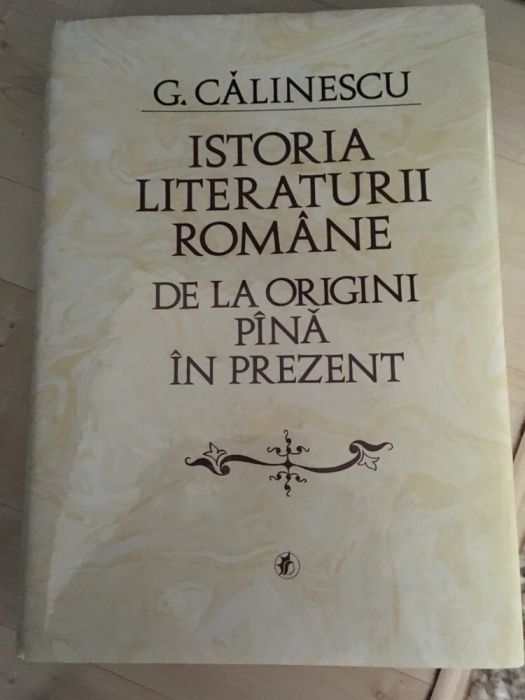 G. CĂLINESCU
ISTORIA
LITERATURII
ROMÂNE
DE LA ORIGINI
PÎNĂ
ÎN PREZENT